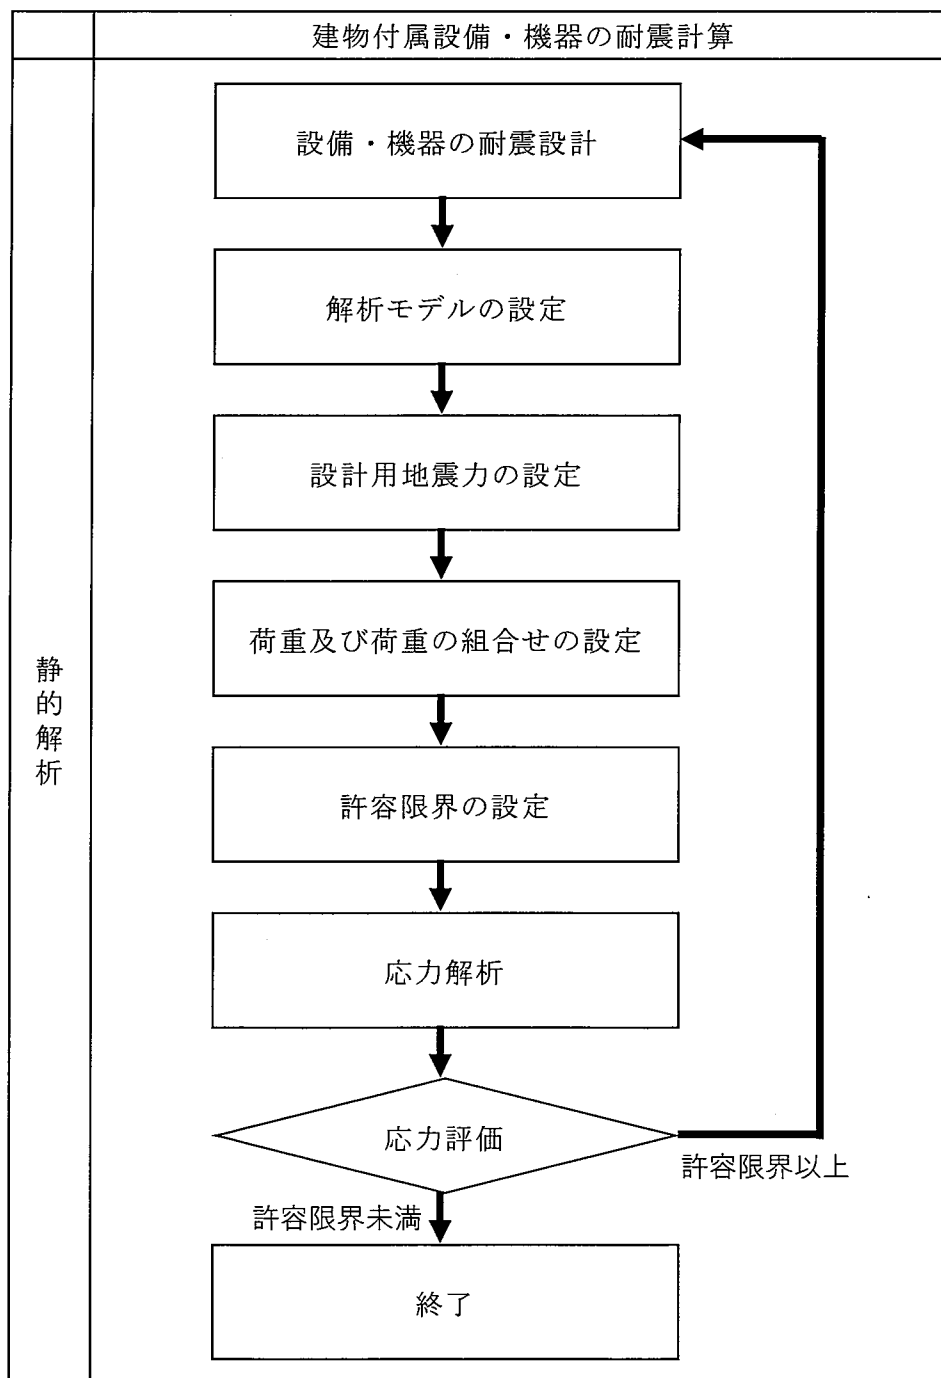 建物付属設備・機器の耐震計算
設備・機器の耐震設計
解析モデルの設定
設計用地震力の設定
荷重及び荷重の組合せの設定
静的解析
許容限界の設定
応力解析
応力評価
許容限界以上
許容限界未満
終了